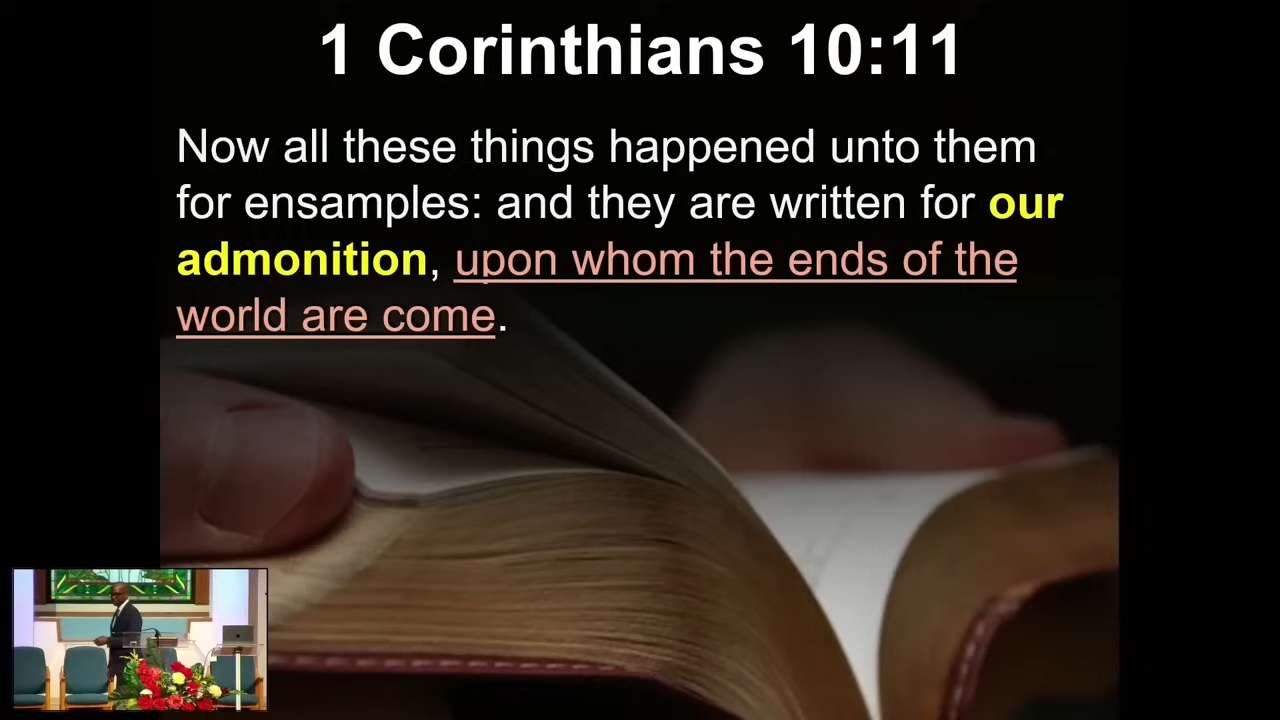 1 Corinthians 10:11
Now all these things happened unto them
for ensamples: and they are written for our
admonition, upon whom the ends of the
world are come.